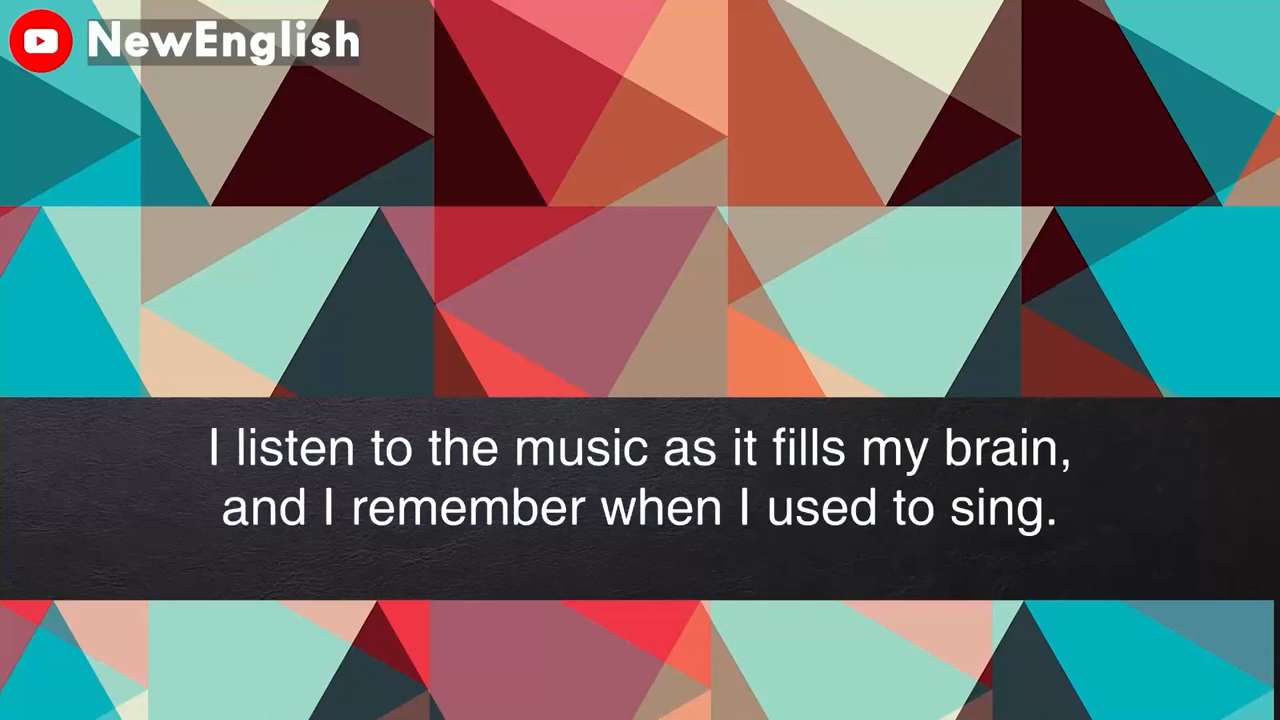 NewEnglish
I listen to the music as it fills my brain,
and I remember when I used to sing.